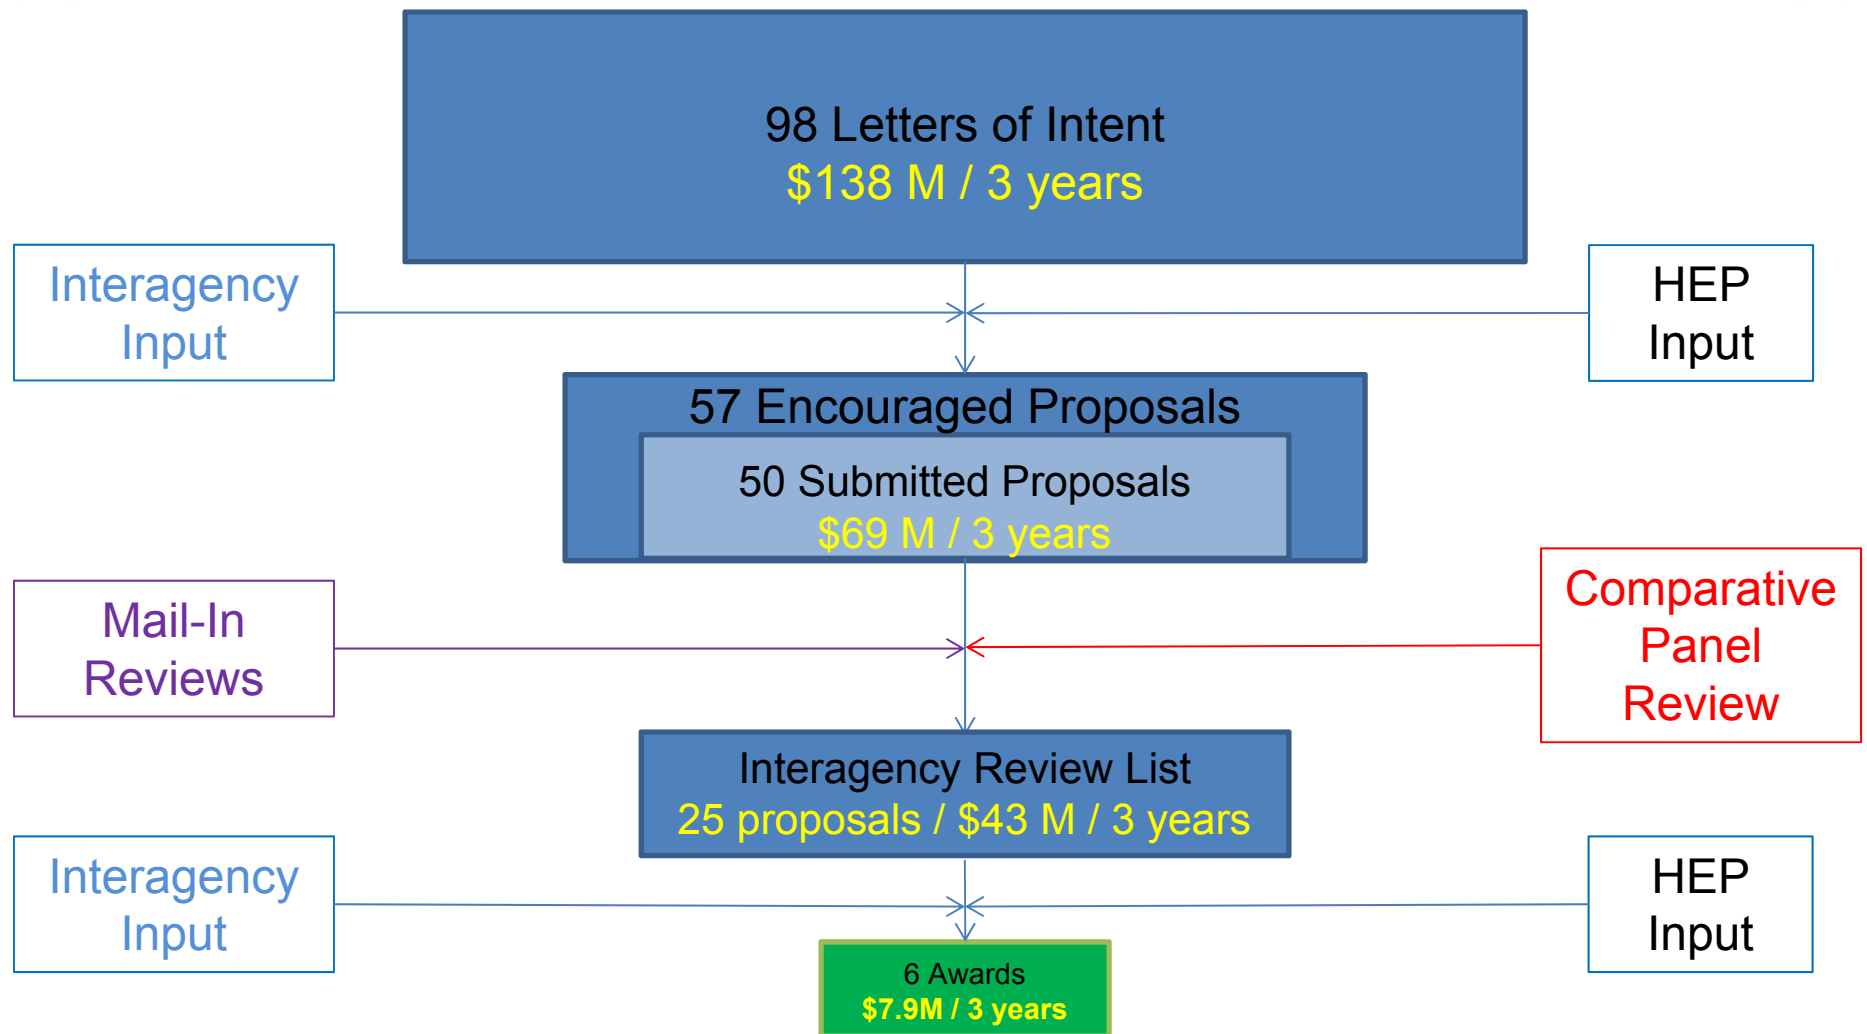 98 Letters of Intent
$138 M / 3 years
Interagency
Input
HEP
Input
57 Encouraged Proposals
50 Submitted Proposals
$69 M / 3 years
Mail-In
Reviews
Comparative
Panel
Review
Interagency Review List
25 proposals / $43 M / 3 years
Interagency
Input
HEP
Input
6 Awards
$7.9M / 3 years